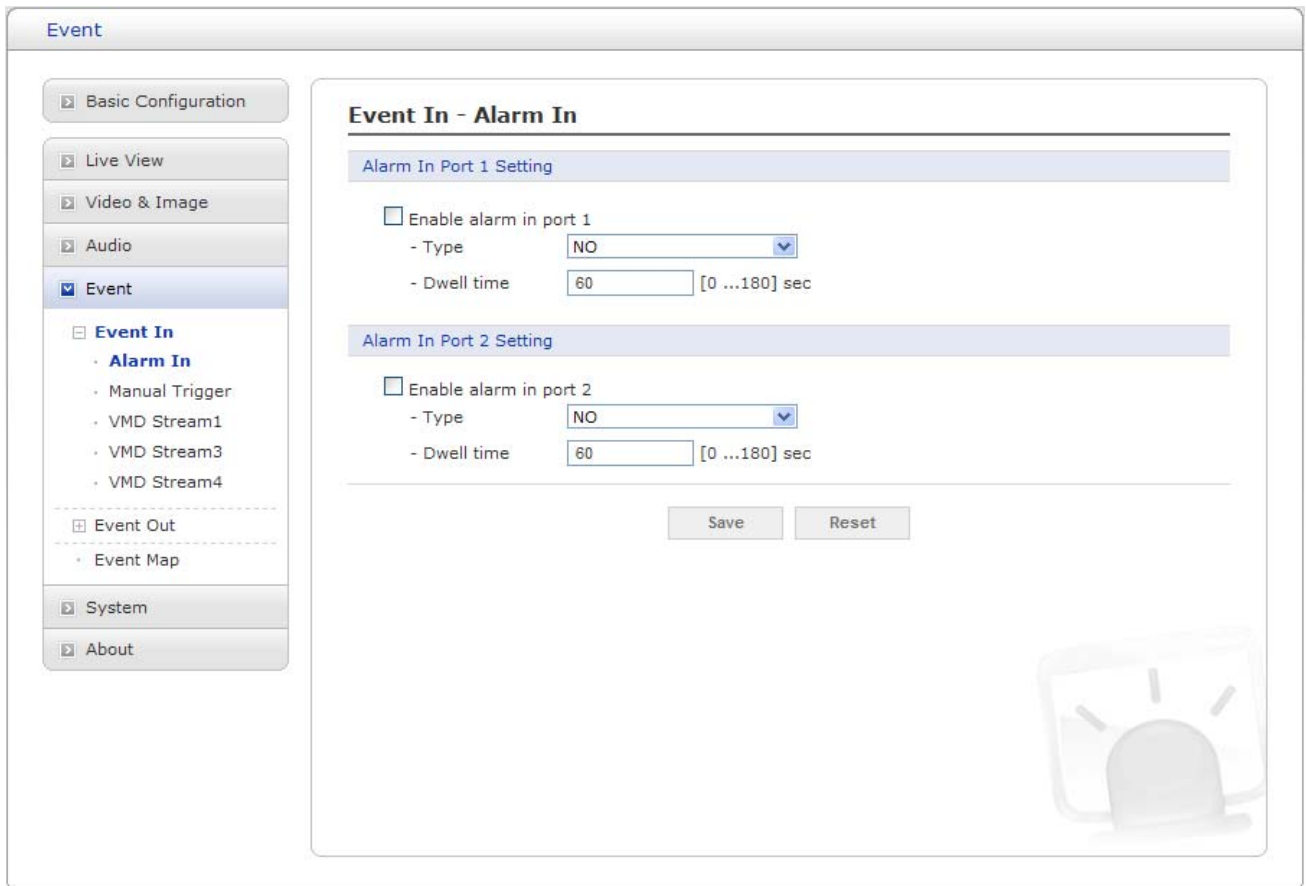 Event
Basic Configuration
Live View
Video & Image
Audio
Event
Event In
Alarm In
Manual Trigger
VMD Stream1
VMD Stream3
VMD Stream4
Event Out
Event Map
System
About
Event In - Alarm In
Alarm In Port 1 Setting
Enable alarm in port 1
- Type NO
- Dwell time 60 [0 ...180] sec
Alarm In Port 2 Setting
Enable alarm in port 2
- Type NO
- Dwell time 60 [0 ...180] sec
Save Reset